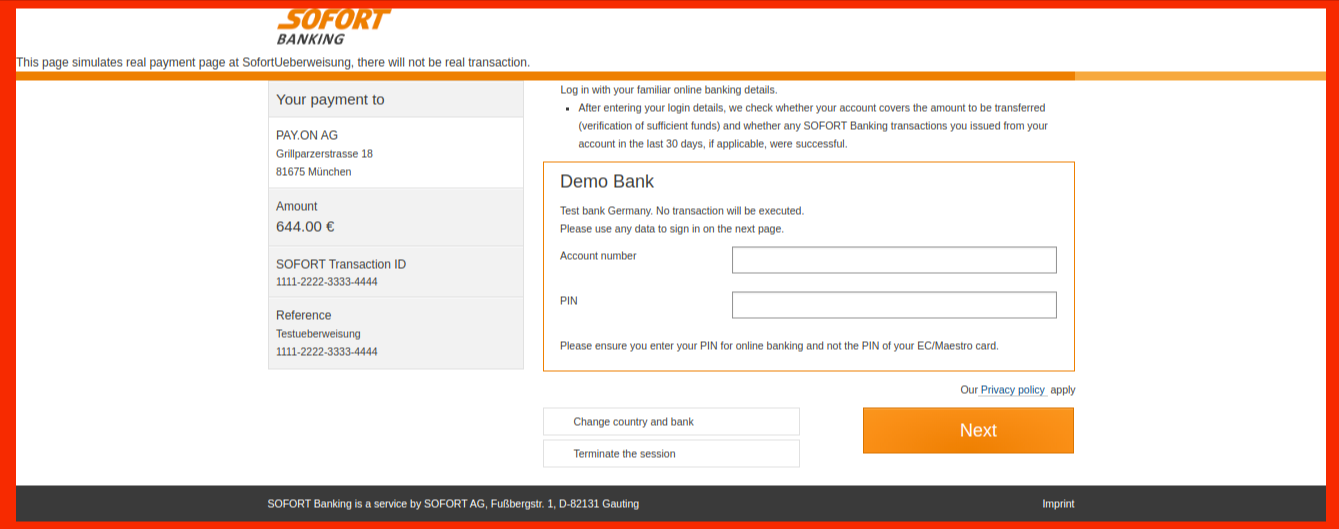 SOFORT
BANKING
This page simulates real payment page at SofortUeberweisung, there will not be real transaction.
Your payment to
PAY.ON AG
Grillparzerstrasse 18
81675 München
Amount
644.00 €
SOFORT Transaction ID
1111-2222-3333-4444
Reference
Testueberweisung
1111-2222-3333-4444
Log in with your familiar online banking details.
▪ After entering your login details, we check whether your account covers the amount to be transferred
(verification of sufficient funds) and whether any SOFORT Banking transactions you issued from your
account in the last 30 days, if applicable, were successful.
Demo Bank
Test bank Germany. No transaction will be executed.
Please use any data to sign in on the next page.
Account number
PIN
Please ensure you enter your PIN for online banking and not the PIN of your EC/Maestro card.
Our Privacy policy apply
Change country and bank
Next
Terminate the session
SOFORT Banking is a service by SOFORT AG, Fußbergstr. 1, D-82131 Gauting
Imprint